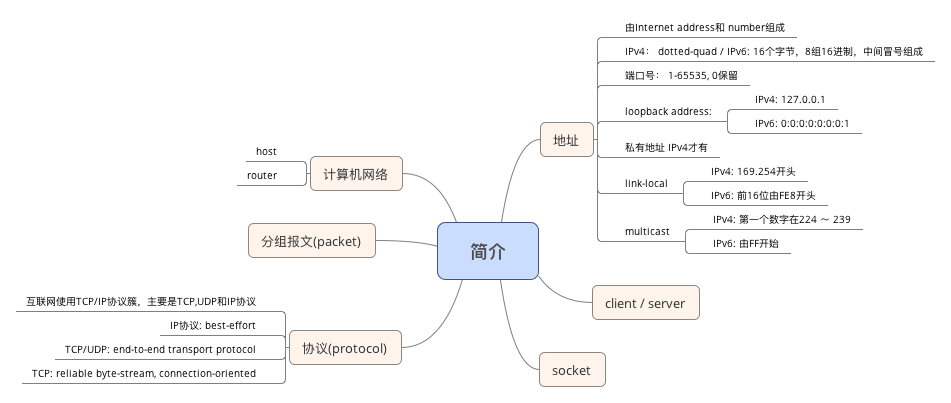 简介
计算机网络
host
router
分组报文(packet)
协议(protocol)
互联网使用TCP/IP协议簇，主要是TCP,UDP和IP协议
IP协议: best-effort
TCP/UDP: end-to-end transport protocol
TCP: reliable byte-stream, connection-oriented
地址
由Internet address和 number组成
IPv4： dotted-quad / IPv6: 16个字节，8组16进制，中间冒号组成
端口号： 1-65535, 0保留
loopback address:
IPv4: 127.0.0.1
IPv6: 0:0:0:0:0:0:0:1
私有地址 IPv4才有
link-local
IPv4: 169.254开头
IPv6: 前16位由FE8开头
multicast
IPv4: 第一个数字在224 ～ 239
IPv6: 由FF开始
client / server
socket